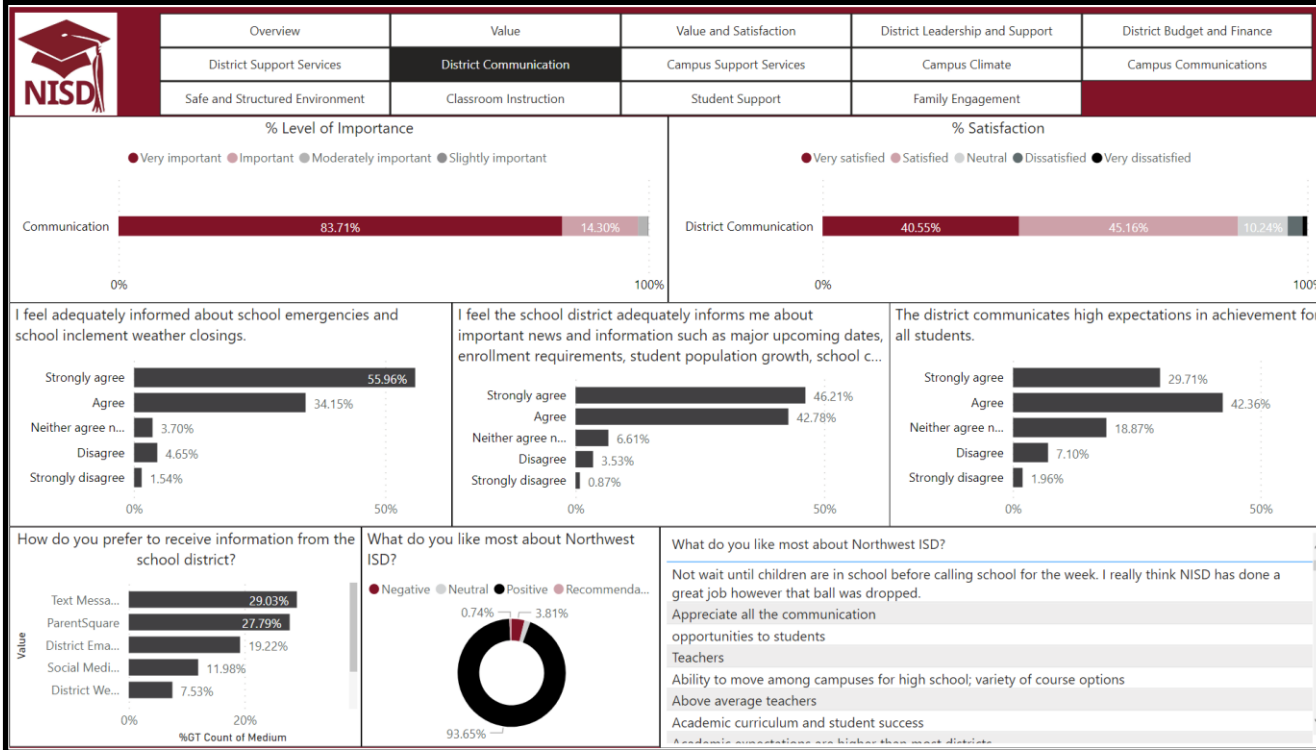 NISD
Overview
Value
Value and Satisfaction
District Leadership and Support
District Budget and Finance
District Support Services
District Communication
Campus Support Services
Campus Climate
Campus Communications
Safe and Structured Environment
Classroom Instruction
Student Support
Family Engagement
% Level of Importance
Very important Important Moderately important Slightly important
Communication 83.71% 14.30%
0% 100%
% Satisfaction
Very satisfied Satisfied Neutral Dissatisfied Very dissatisfied
District Communication 40.55% 45.16% 10.24%
0% 100%
I feel adequately informed about school emergencies and
school inclement weather closings.
Strongly agree 55.96%
Agree 34.15%
Neither agree n... 3.70%
Disagree 4.65%
Strongly disagree 1.54%
0% 50%
I feel the school district adequately informs me about
important news and information such as major upcoming dates,
enrollment requirements, student population growth, school c...
Strongly agree 46.21%
Agree 42.78%
Neither agree n... 6.61%
Disagree 3.53%
Strongly disagree 0.87%
0% 50%
The district communicates high expectations in achievement for
all students.
Strongly agree 29.71%
Agree 42.36%
Neither agree n... 18.87%
Disagree 7.10%
Strongly disagree 1.96%
0% 50%
How do you prefer to receive information from the
school district?
Value
Text Messa... 29.03%
ParentSquare 27.79%
District Ema... 19.22%
Social Medi... 11.98%
District We... 7.53%
0% 20%
%GT Count of Medium
What do you like most about Northwest
ISD?
Negative Neutral Positive Recommenda...
0.74% 3.81%
93.65%
What do you like most about Northwest ISD?
Not wait until children are in school before calling school for the week. I really think NISD has done a
great job however that ball was dropped.
Appreciate all the communication
opportunities to students
Teachers
Ability to move among campuses for high school; variety of course options
Above average teachers
Academic curriculum and student success
Academic expectations are higher than most districts